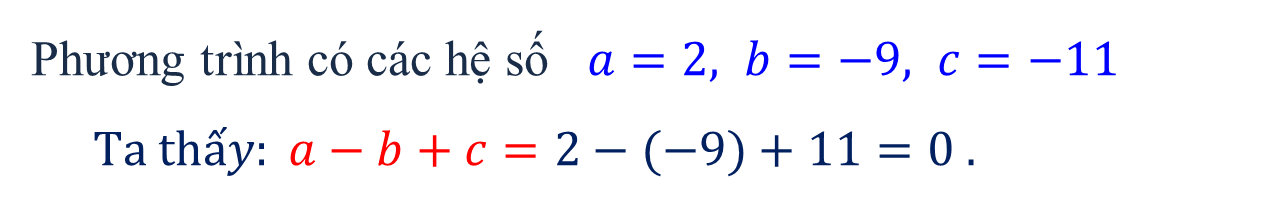 Phương trình có các hệ số a = 2, b = −9, c = −11
Ta thấy: a − b + c = 2 − (−9) + 11 = 0 .